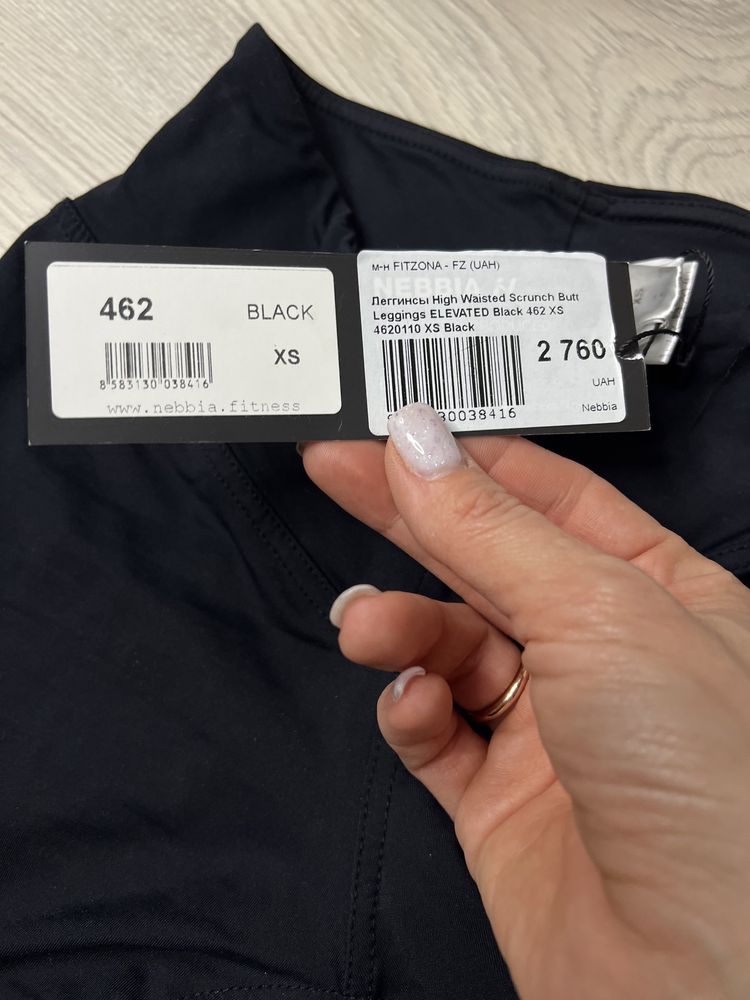 462
BLACK
XS
8 583130 038416
www.nebbia.fitness
м-н FITZONA - FZ (UAH)
NEBBIA
Леггинсы High Waisted Scrunch Butt
Leggings ELEVATED Black 462 XS
4620110 XS Black
2 760
UAH
30038416
Nebbia
XS